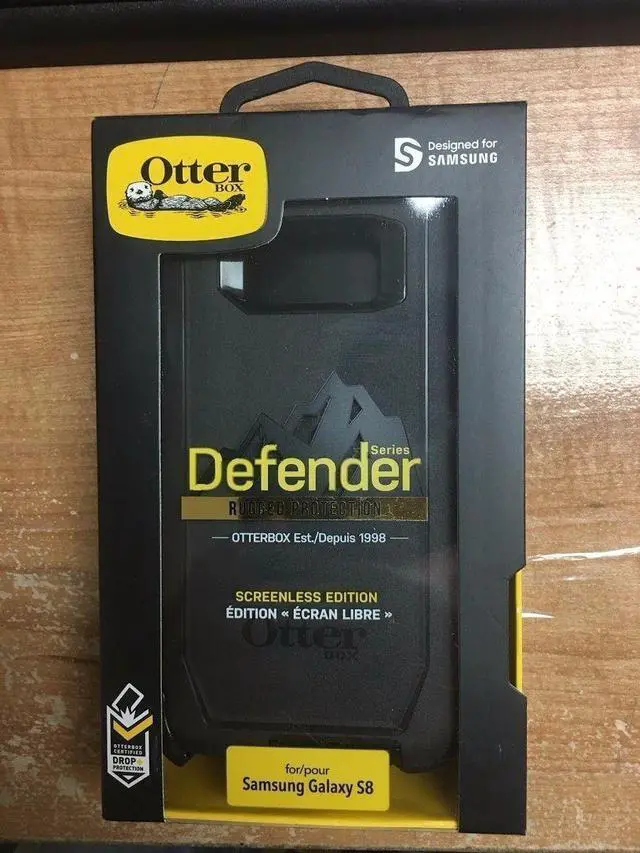 Otter
BOX
Designed for
SAMSUNG
Series
Defender
RUGGED PROTECTION
OTTERBOX Est./Depuis 1998
SCREENLESS EDITION
ÉDITION « ÉCRAN LIBRE »
Otter
BOX
OTTERBOX
CERTIFIED
DROP+
PROTECTION
for/pour
Samsung Galaxy S8